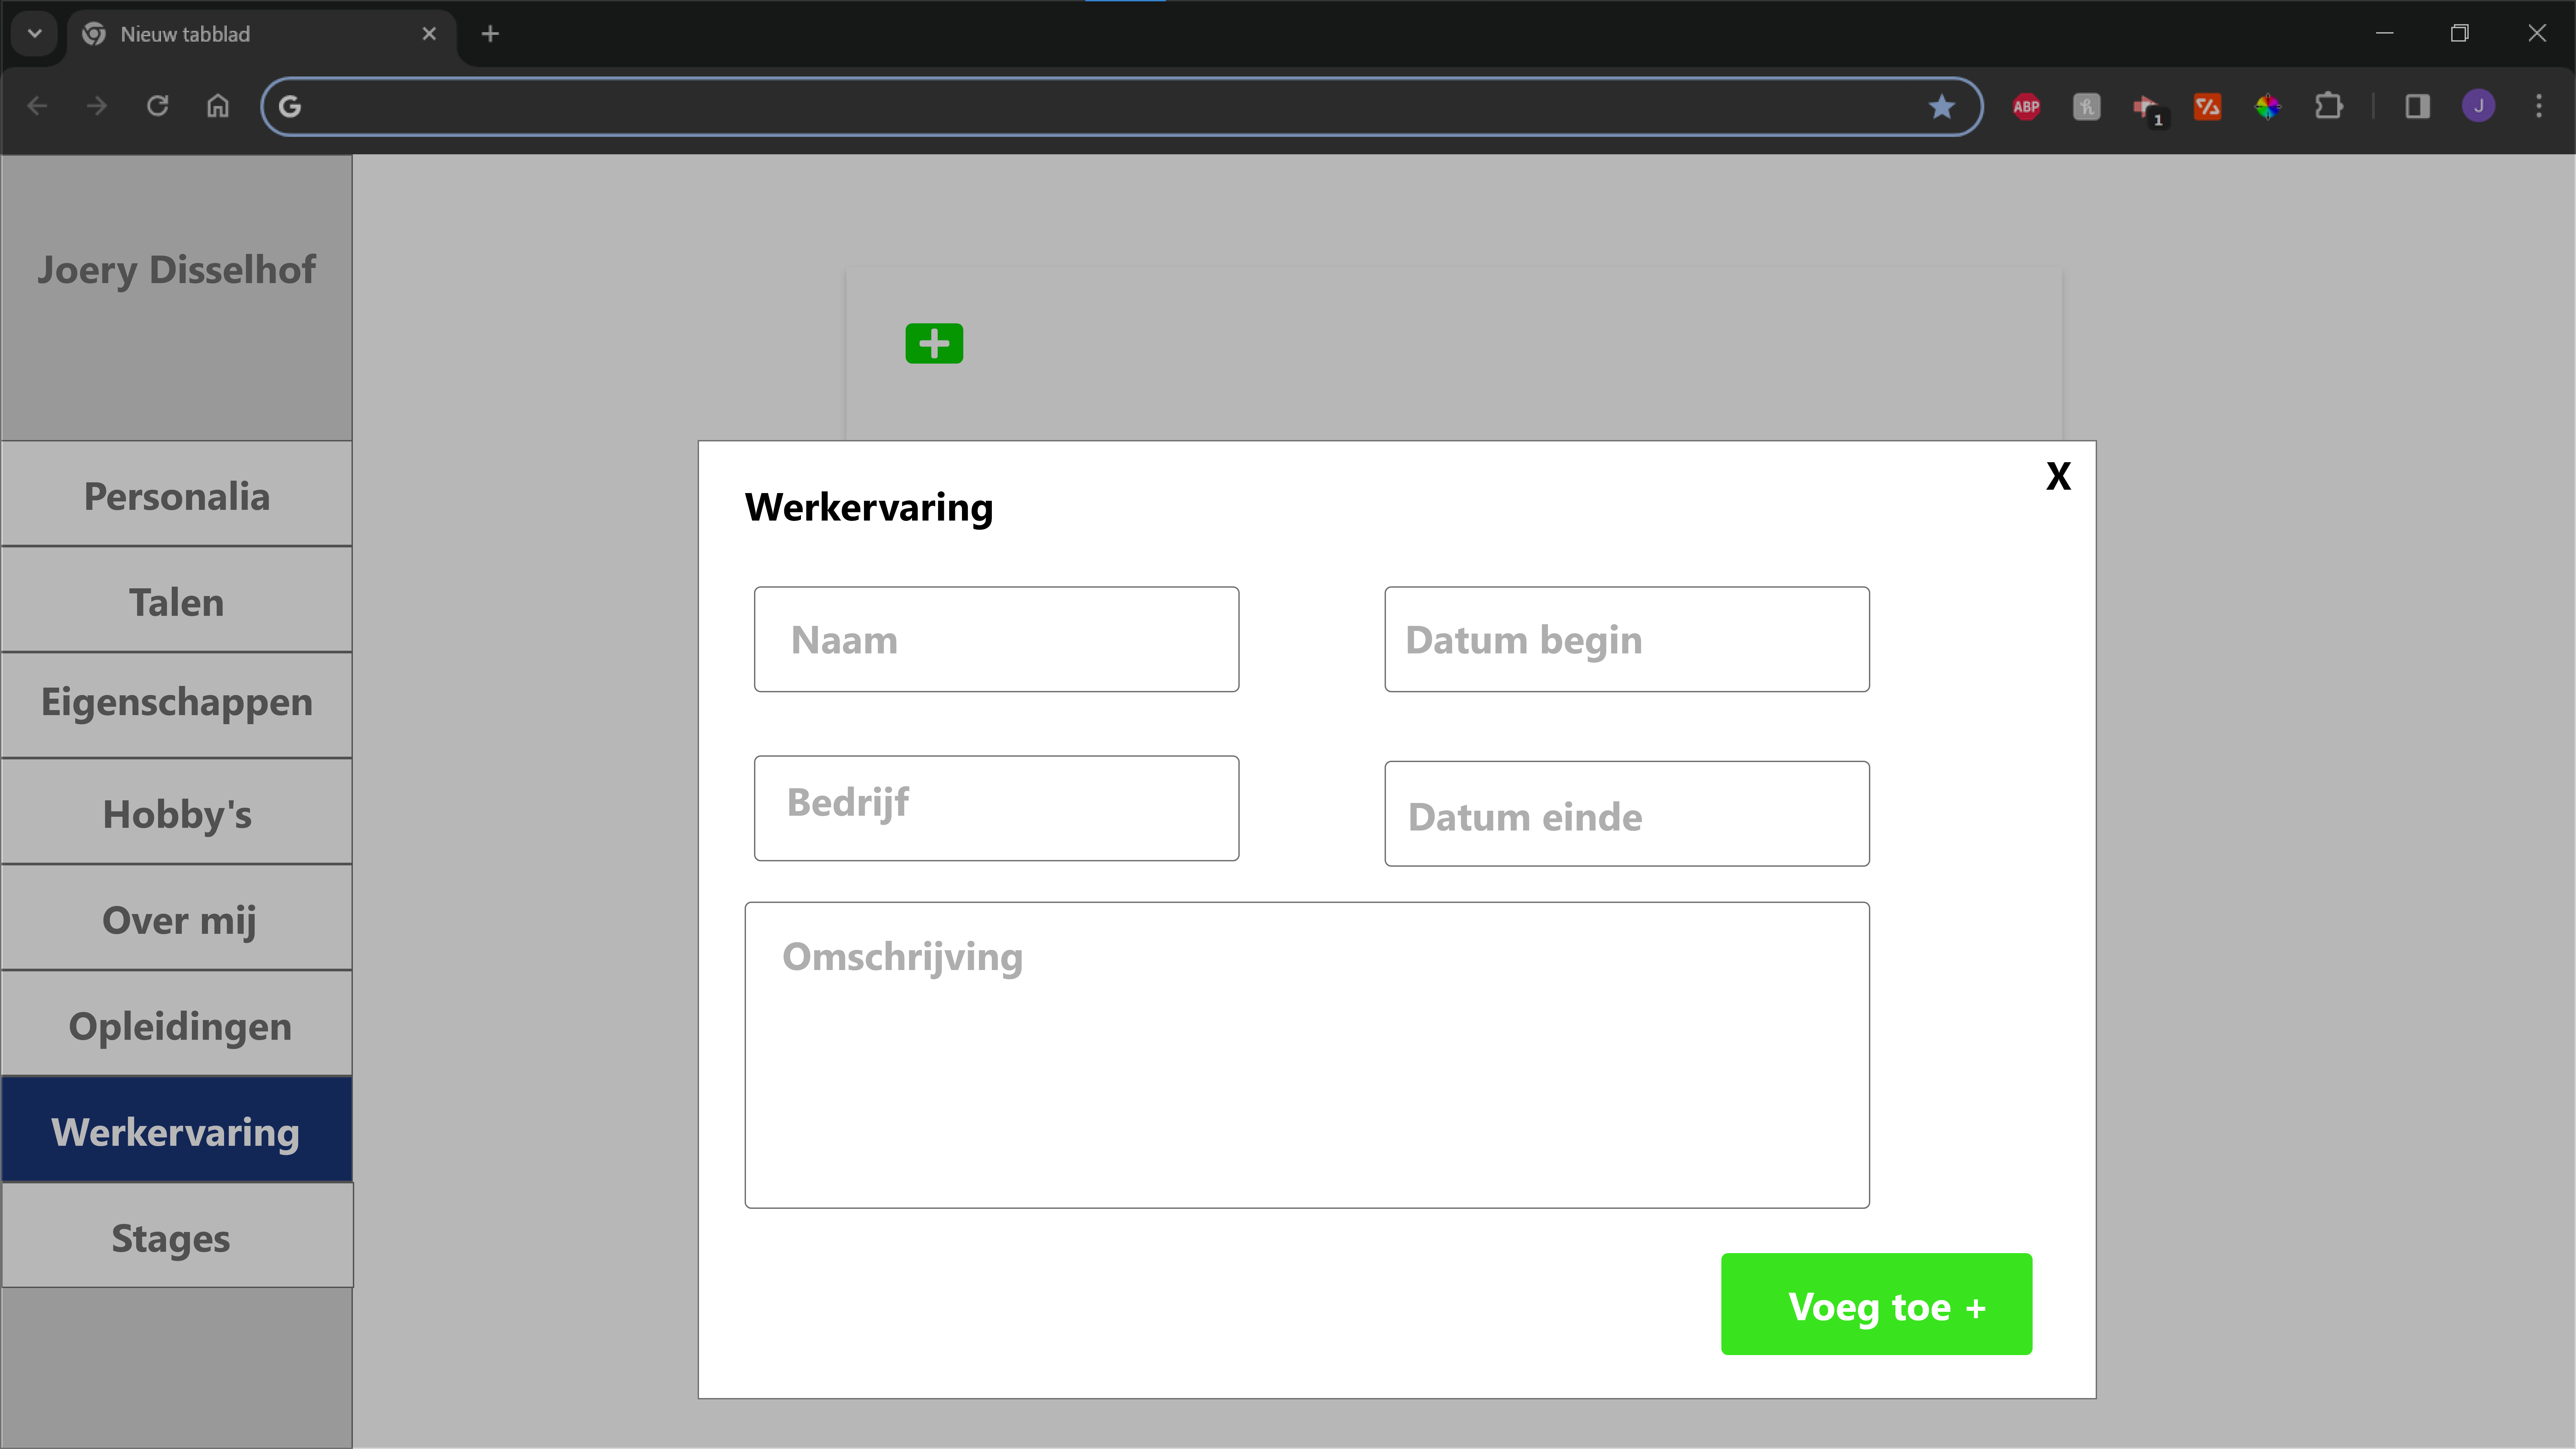 Nieuw tabblad
G
ABP
h
1
J
Joery Disselhof
Personalia
Talen
Eigenschappen
Hobby's
Over mij
Opleidingen
Werkervaring
Stages
X
Werkervaring
Naam
Datum begin
Bedrijf
Datum einde
Omschrijving
Voeg toe +